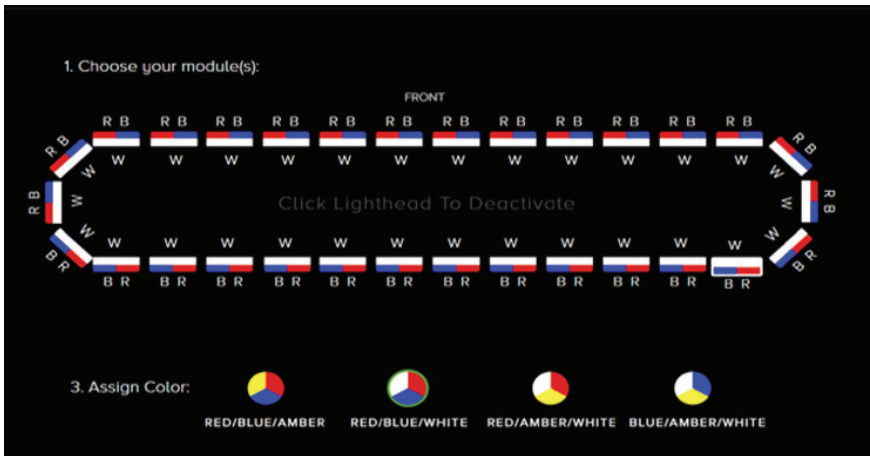 1. Choose your module(s):
FRONT
R B R B R B R B R B R B R B R B R B R B R B R B R B R B
W W W W W W W W W W W W W W
R B W Click Lighthead To Deactivate W R B
W W W W W W W W W W W W W W
B R B R B R B R B R B R B R B R B R B R B R B R B R B R
3. Assign Color:
RED/BLUE/AMBER RED/BLUE/WHITE RED/AMBER/WHITE BLUE/AMBER/WHITE